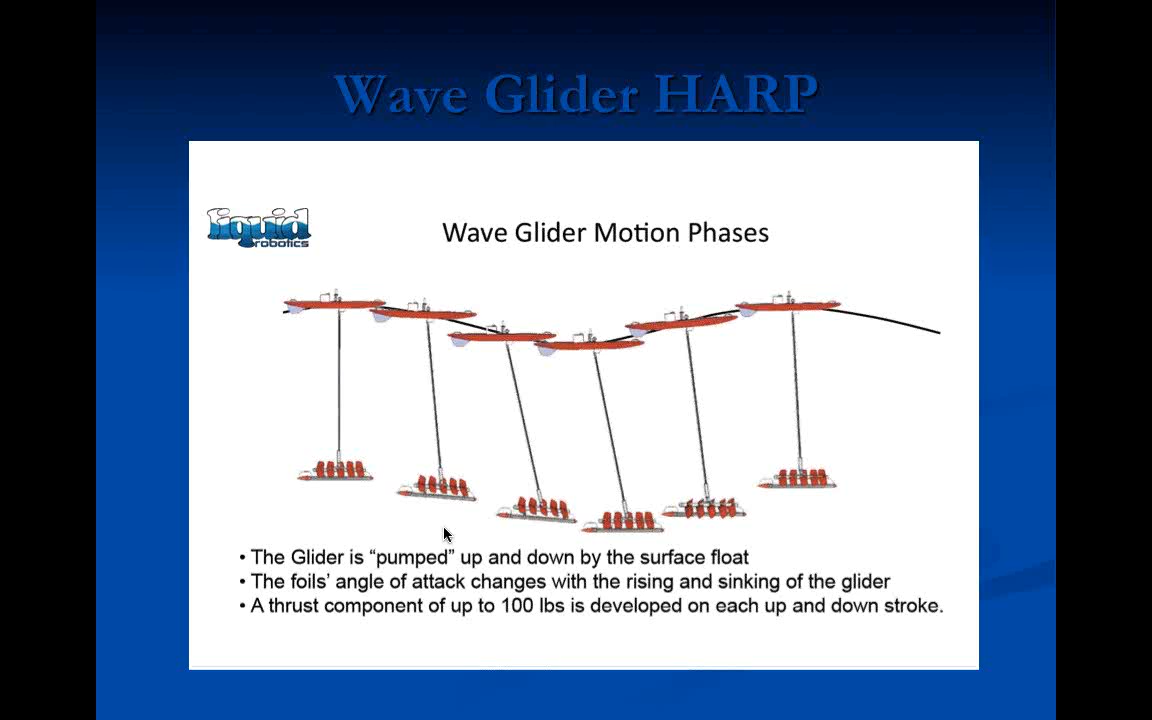 Wave Glider HARP
liquid
robotics
Wave Glider Motion Phases
• The Glider is “pumped” up and down by the surface float
• The foils’ angle of attack changes with the rising and sinking of the glider
• A thrust component of up to 100 lbs is developed on each up and down stroke.